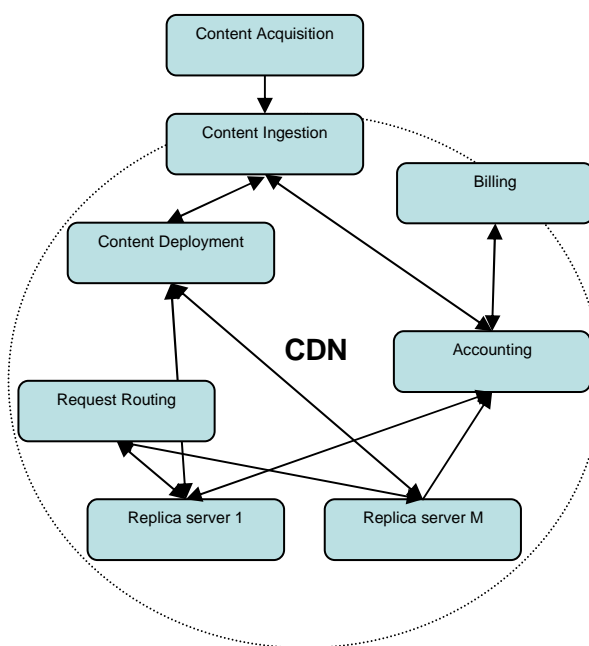 Content Acquisition
Content Ingestion
Billing
Content Deployment
CDN
Accounting
Request Routing
Replica server 1
Replica server M